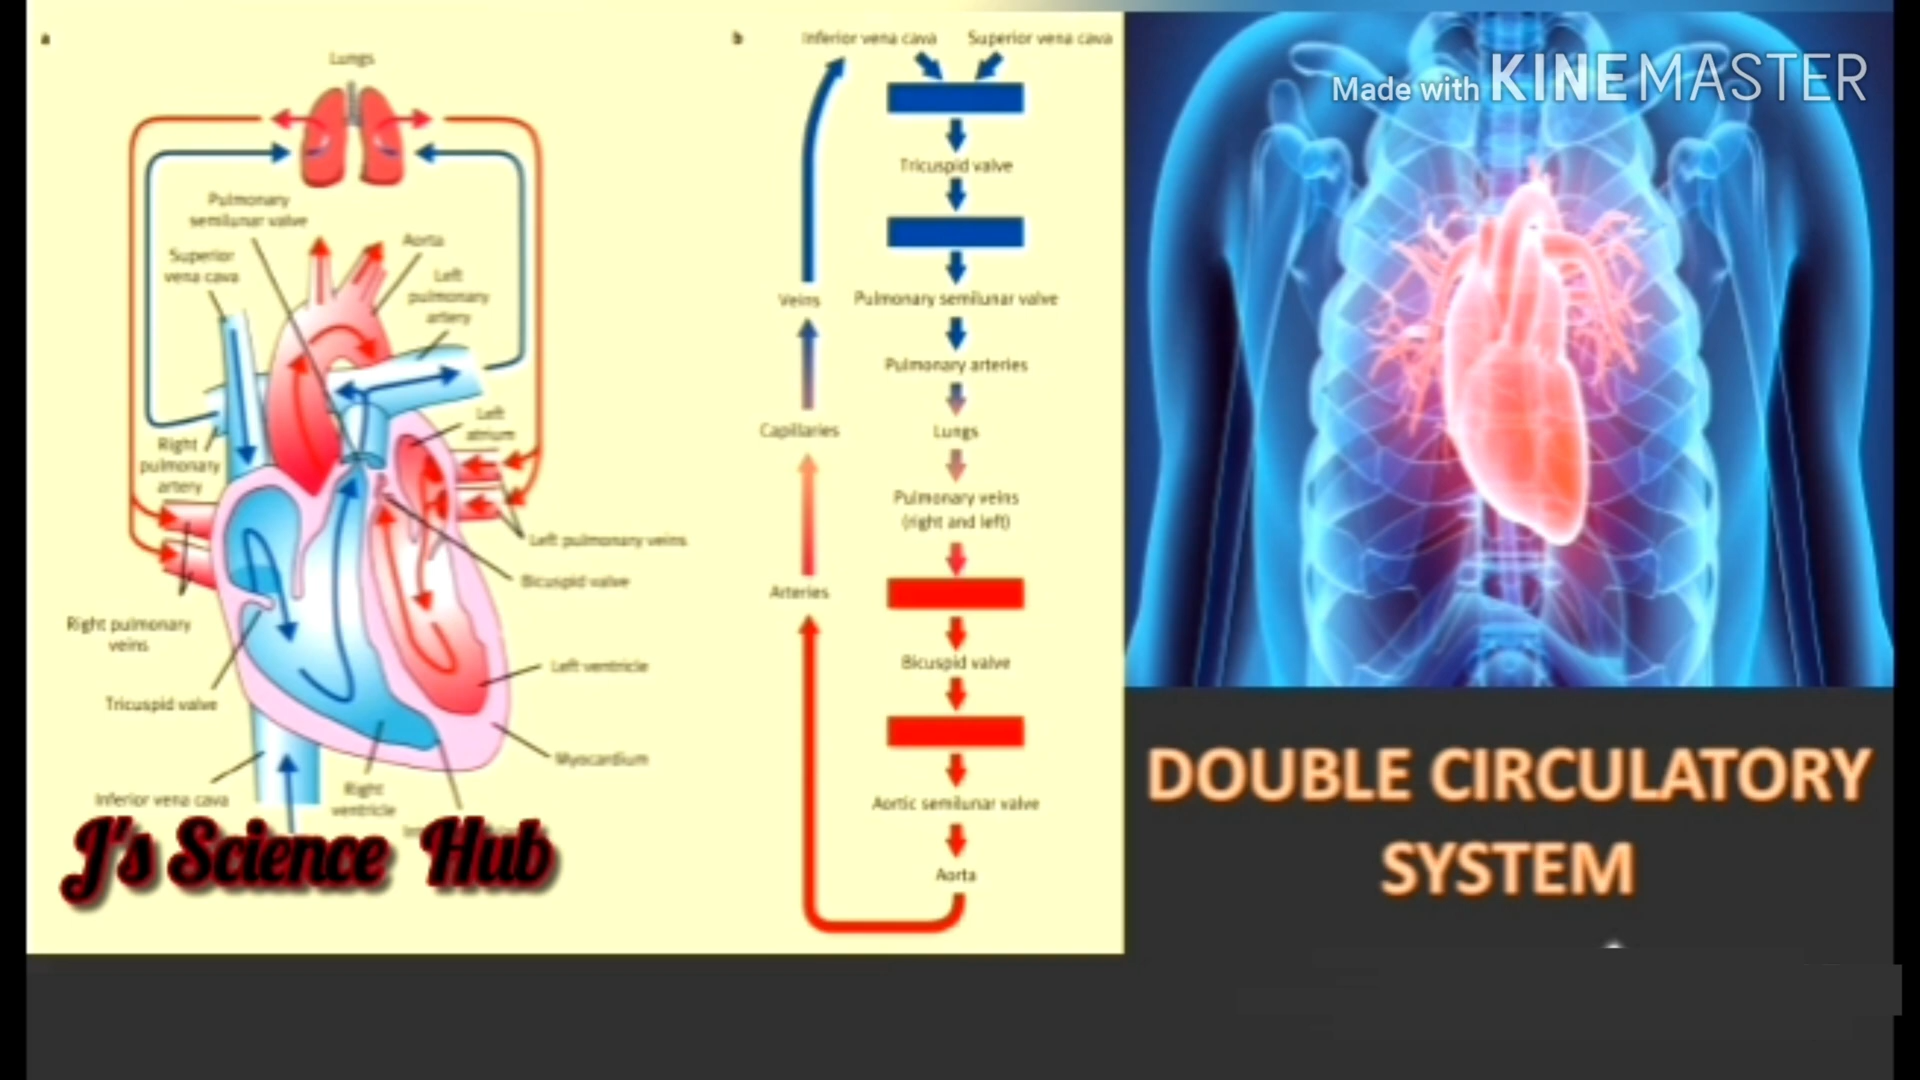 a
Lungs
Pulmonary
semilunar valve
Superior
vena cava
Aorta
Left
pulmonary
artery
Left
atrium
Right
pulmonary
artery
Left pulmonary veins
Bicuspid valve
Right pulmonary
veins
Left ventricle
Tricuspid valve
Myocardium
Inferior vena cava
Right
ventricle
J's Science Hub
b
Inferior vena cava
Superior vena cava
Tricuspid valve
Veins
Pulmonary semilunar valve
Pulmonary arteries
Capillaries
Lungs
Pulmonary veins
(right and left)
Arteries
Bicuspid valve
Aortic semilunar valve
Aorta
Made with KINEMASTER
DOUBLE CIRCULATORY
SYSTEM